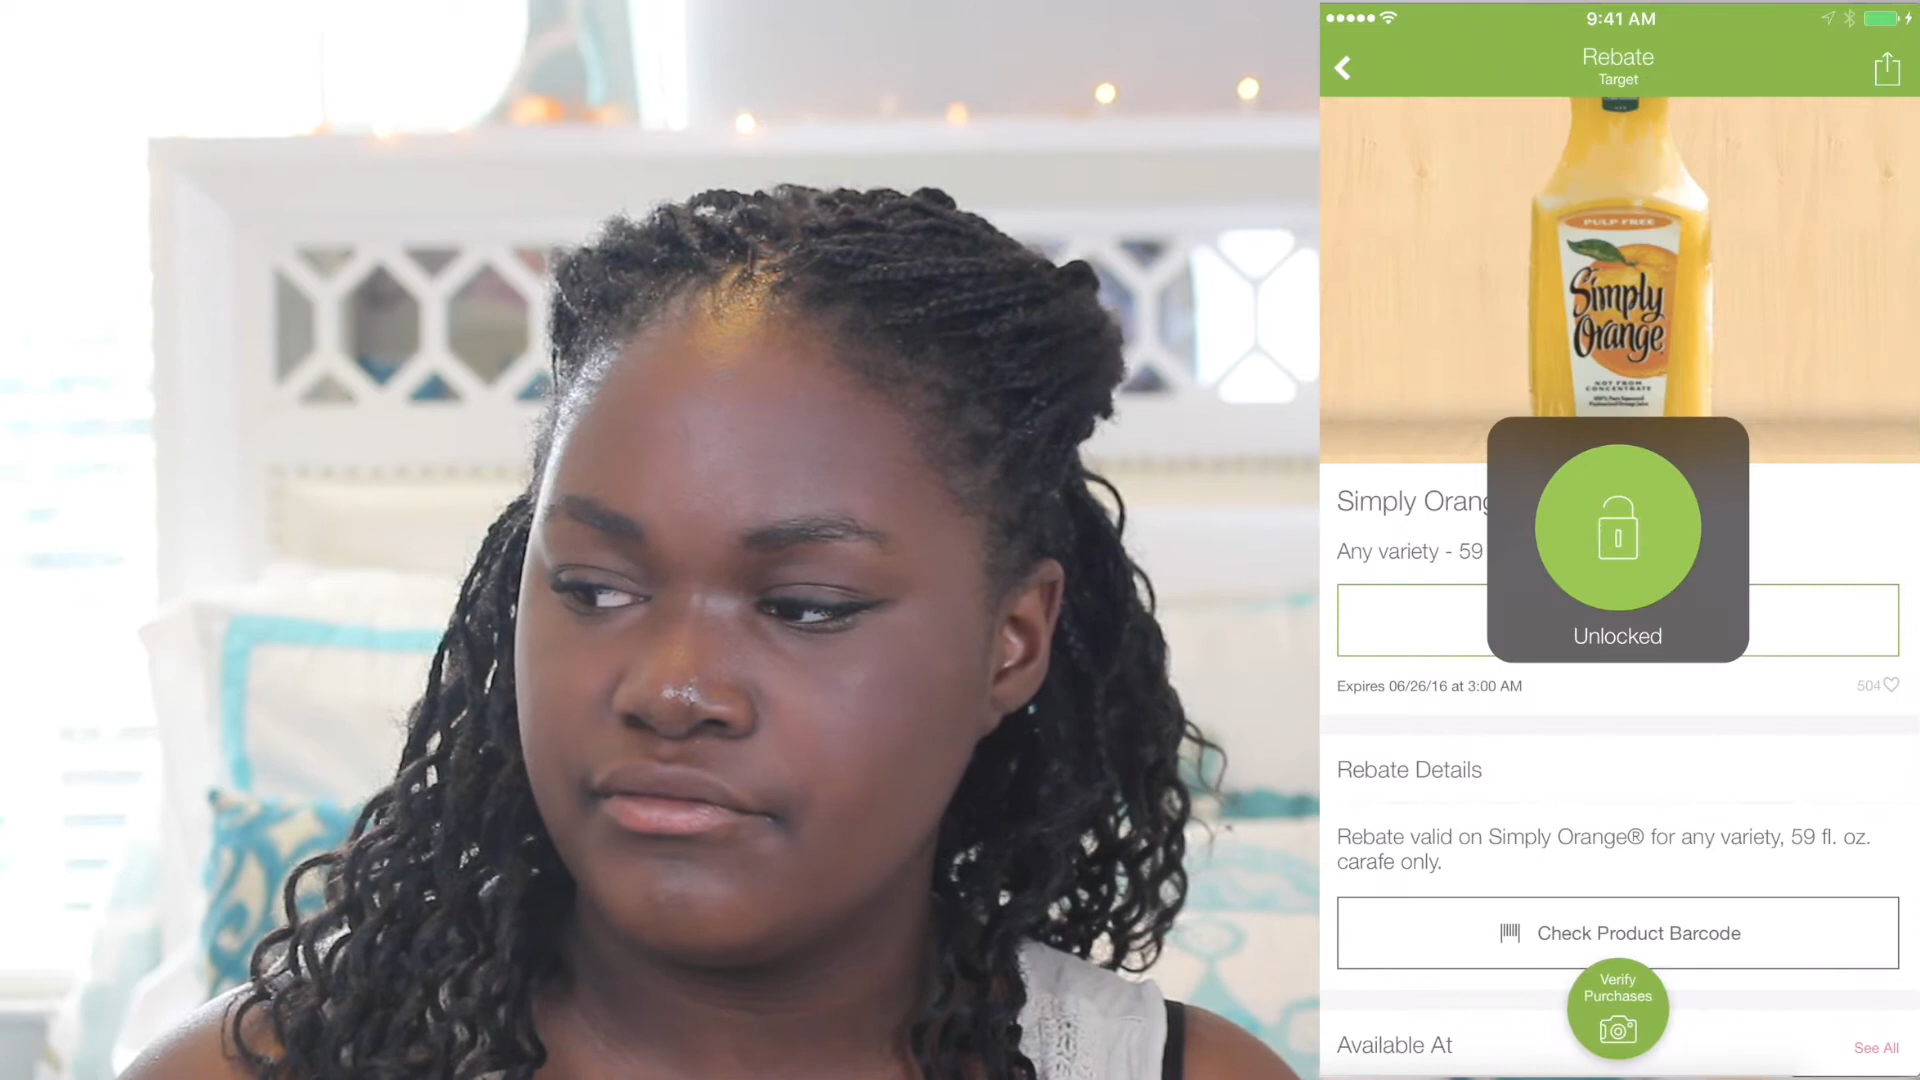 9:41 AM
Rebate
Target
PULP FREE
Simply
Orange
NOT FROM
CONCENTRATE
Simply Orang
Any variety - 59
Unlocked
Expires 06/26/16 at 3:00 AM
504
Rebate Details
Rebate valid on Simply Orange® for any variety, 59 fl. oz.
carafe only.
Check Product Barcode
Verify
Purchases
Available At
See All